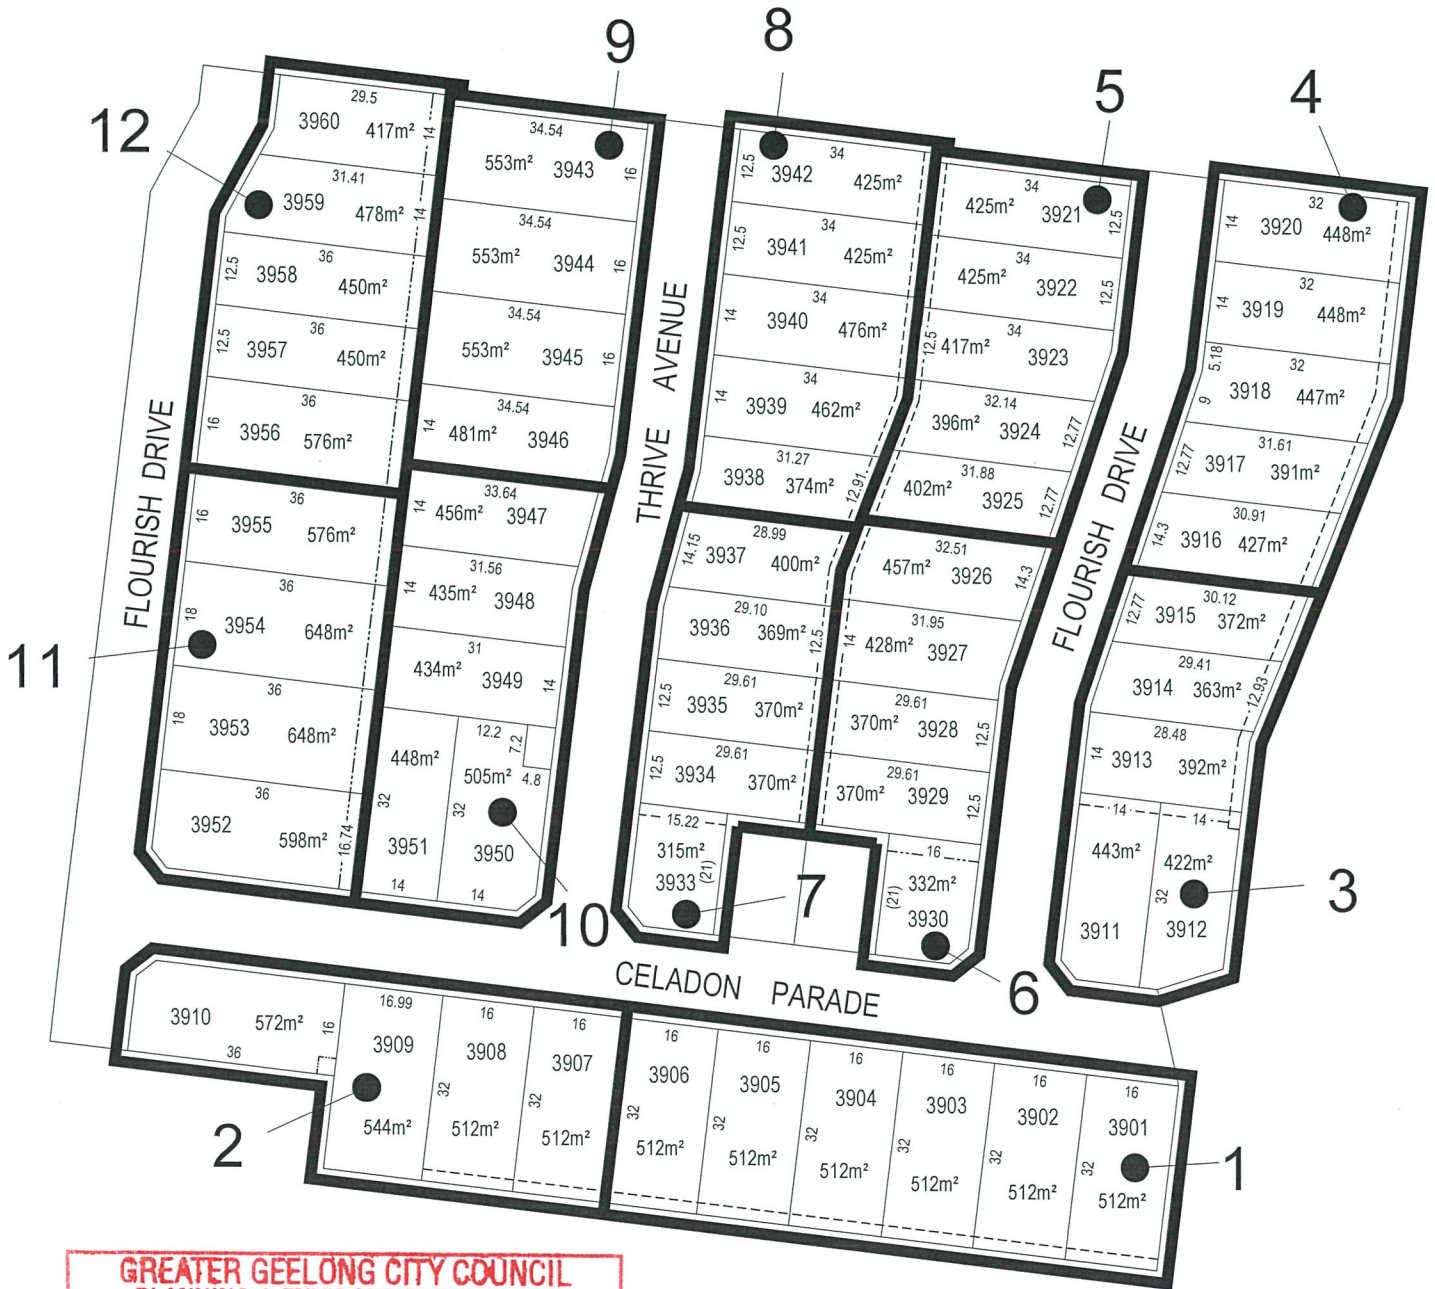 9
8
5
4
12
29.5
3960
417m²
14
34.54
553m²
3943
16
12.5
3942
34
425m²
34
425m²
3921
12.5
32
14
3920
448m²
31.41
3959
478m²
14
34.54
553m²
3944
16
12.5
3941
34
425m²
34
425m²
3922
12.5
32
14
3919
448m²
36
12.5
3958
450m²
34.54
553m²
3945
16
34
14
3940
476m²
34
12.5
417m²
3923
5.18
32
9
3918
447m²
36
12.5
3957
450m²
34.54
14
481m²
3946
34
14
3939
462m²
32.14
396m²
3924
12.77
31.61
12.77
3917
391m²
36
16
3956
576m²
31.27
3938
374m²
12.91
31.88
402m²
3925
12.77
30.91
14.3
3916
427m²
FLOURISH DRIVE
THRIVE AVENUE
FLOURISH DRIVE
36
16
3955
576m²
33.64
14
456m²
3947
28.99
14.15
3937
400m²
32.51
457m²
3926
14.3
30.12
12.77
3915
372m²
36
18
3954
648m²
31.56
14
435m²
3948
29.10
3936
369m²
12.5
31.95
14
428m²
3927
29.41
3914
363m²
12.93
11
36
18
3953
648m²
31
434m²
3949
14
29.61
12.5
3935
370m²
29.61
370m²
3928
12.5
28.48
14
3913
392m²
36
3952
598m²
16.74
448m²
32
3951
14
12.2
7.2
505m²
4.8
32
3950
14
29.61
12.5
3934
370m²
29.61
370m²
3929
12.5
14
443m²
3911
14
422m²
32
3912
3
15.22
315m²
3933
(21)
7
16
332m²
(21)
3930
10
6
CELADON PARADE
3910
572m²
16
36
16.99
3909
544m²
16
3908
32
512m²
16
3907
32
512m²
16
3906
32
512m²
16
3905
32
512m²
16
3904
32
512m²
16
3903
32
512m²
16
3902
32
512m²
16
3901
32
512m²
2
1
GREATER GEELONG CITY COUNCIL